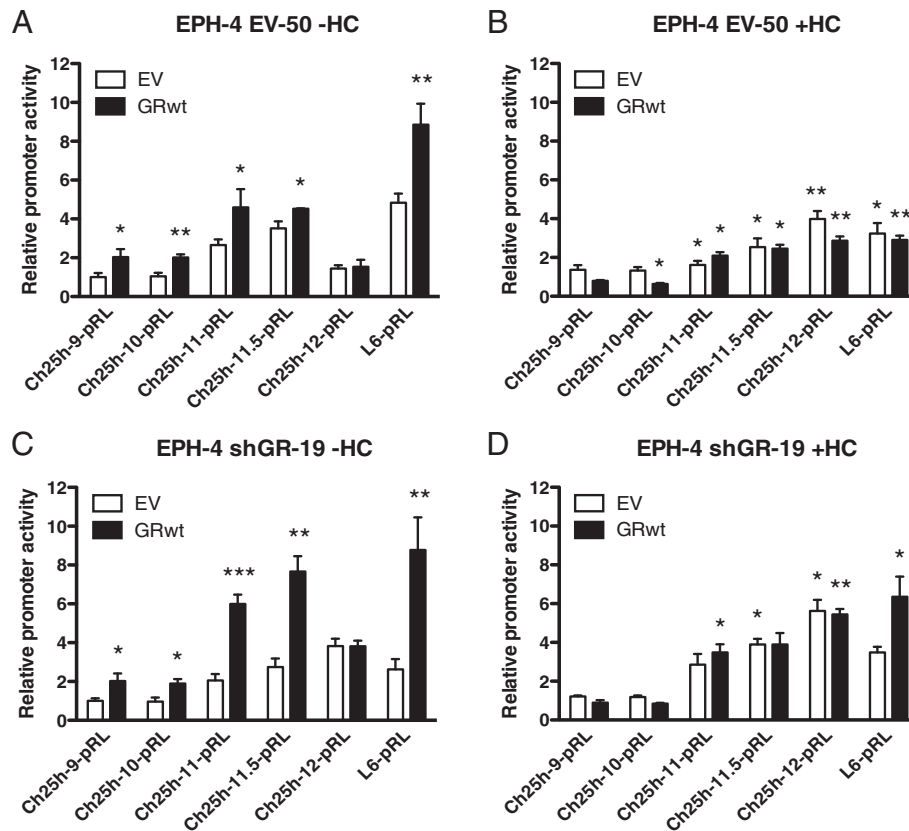 A
EPH-4 EV-50 -HC
Relative promoter activity
12
10
8
6
4
2
0
EV
GRwt
*
**
*
*
**
Ch25h-9-pRL
Ch25h-10-pRL
Ch25h-11-pRL
Ch25h-11.5-pRL
Ch25h-12-pRL
L6-pRL
B
EPH-4 EV-50 +HC
Relative promoter activity
12
10
8
6
4
2
0
EV
GRwt
*
*
*
*
*
**
**
*
**
Ch25h-9-pRL
Ch25h-10-pRL
Ch25h-11-pRL
Ch25h-11.5-pRL
Ch25h-12-pRL
L6-pRL
C
EPH-4 shGR-19 -HC
Relative promoter activity
12
10
8
6
4
2
0
EV
GRwt
*
*
***
**
**
Ch25h-9-pRL
Ch25h-10-pRL
Ch25h-11-pRL
Ch25h-11.5-pRL
Ch25h-12-pRL
L6-pRL
D
EPH-4 shGR-19 +HC
Relative promoter activity
12
10
8
6
4
2
0
EV
GRwt
*
*
*
**
*
Ch25h-9-pRL
Ch25h-10-pRL
Ch25h-11-pRL
Ch25h-11.5-pRL
Ch25h-12-pRL
L6-pRL